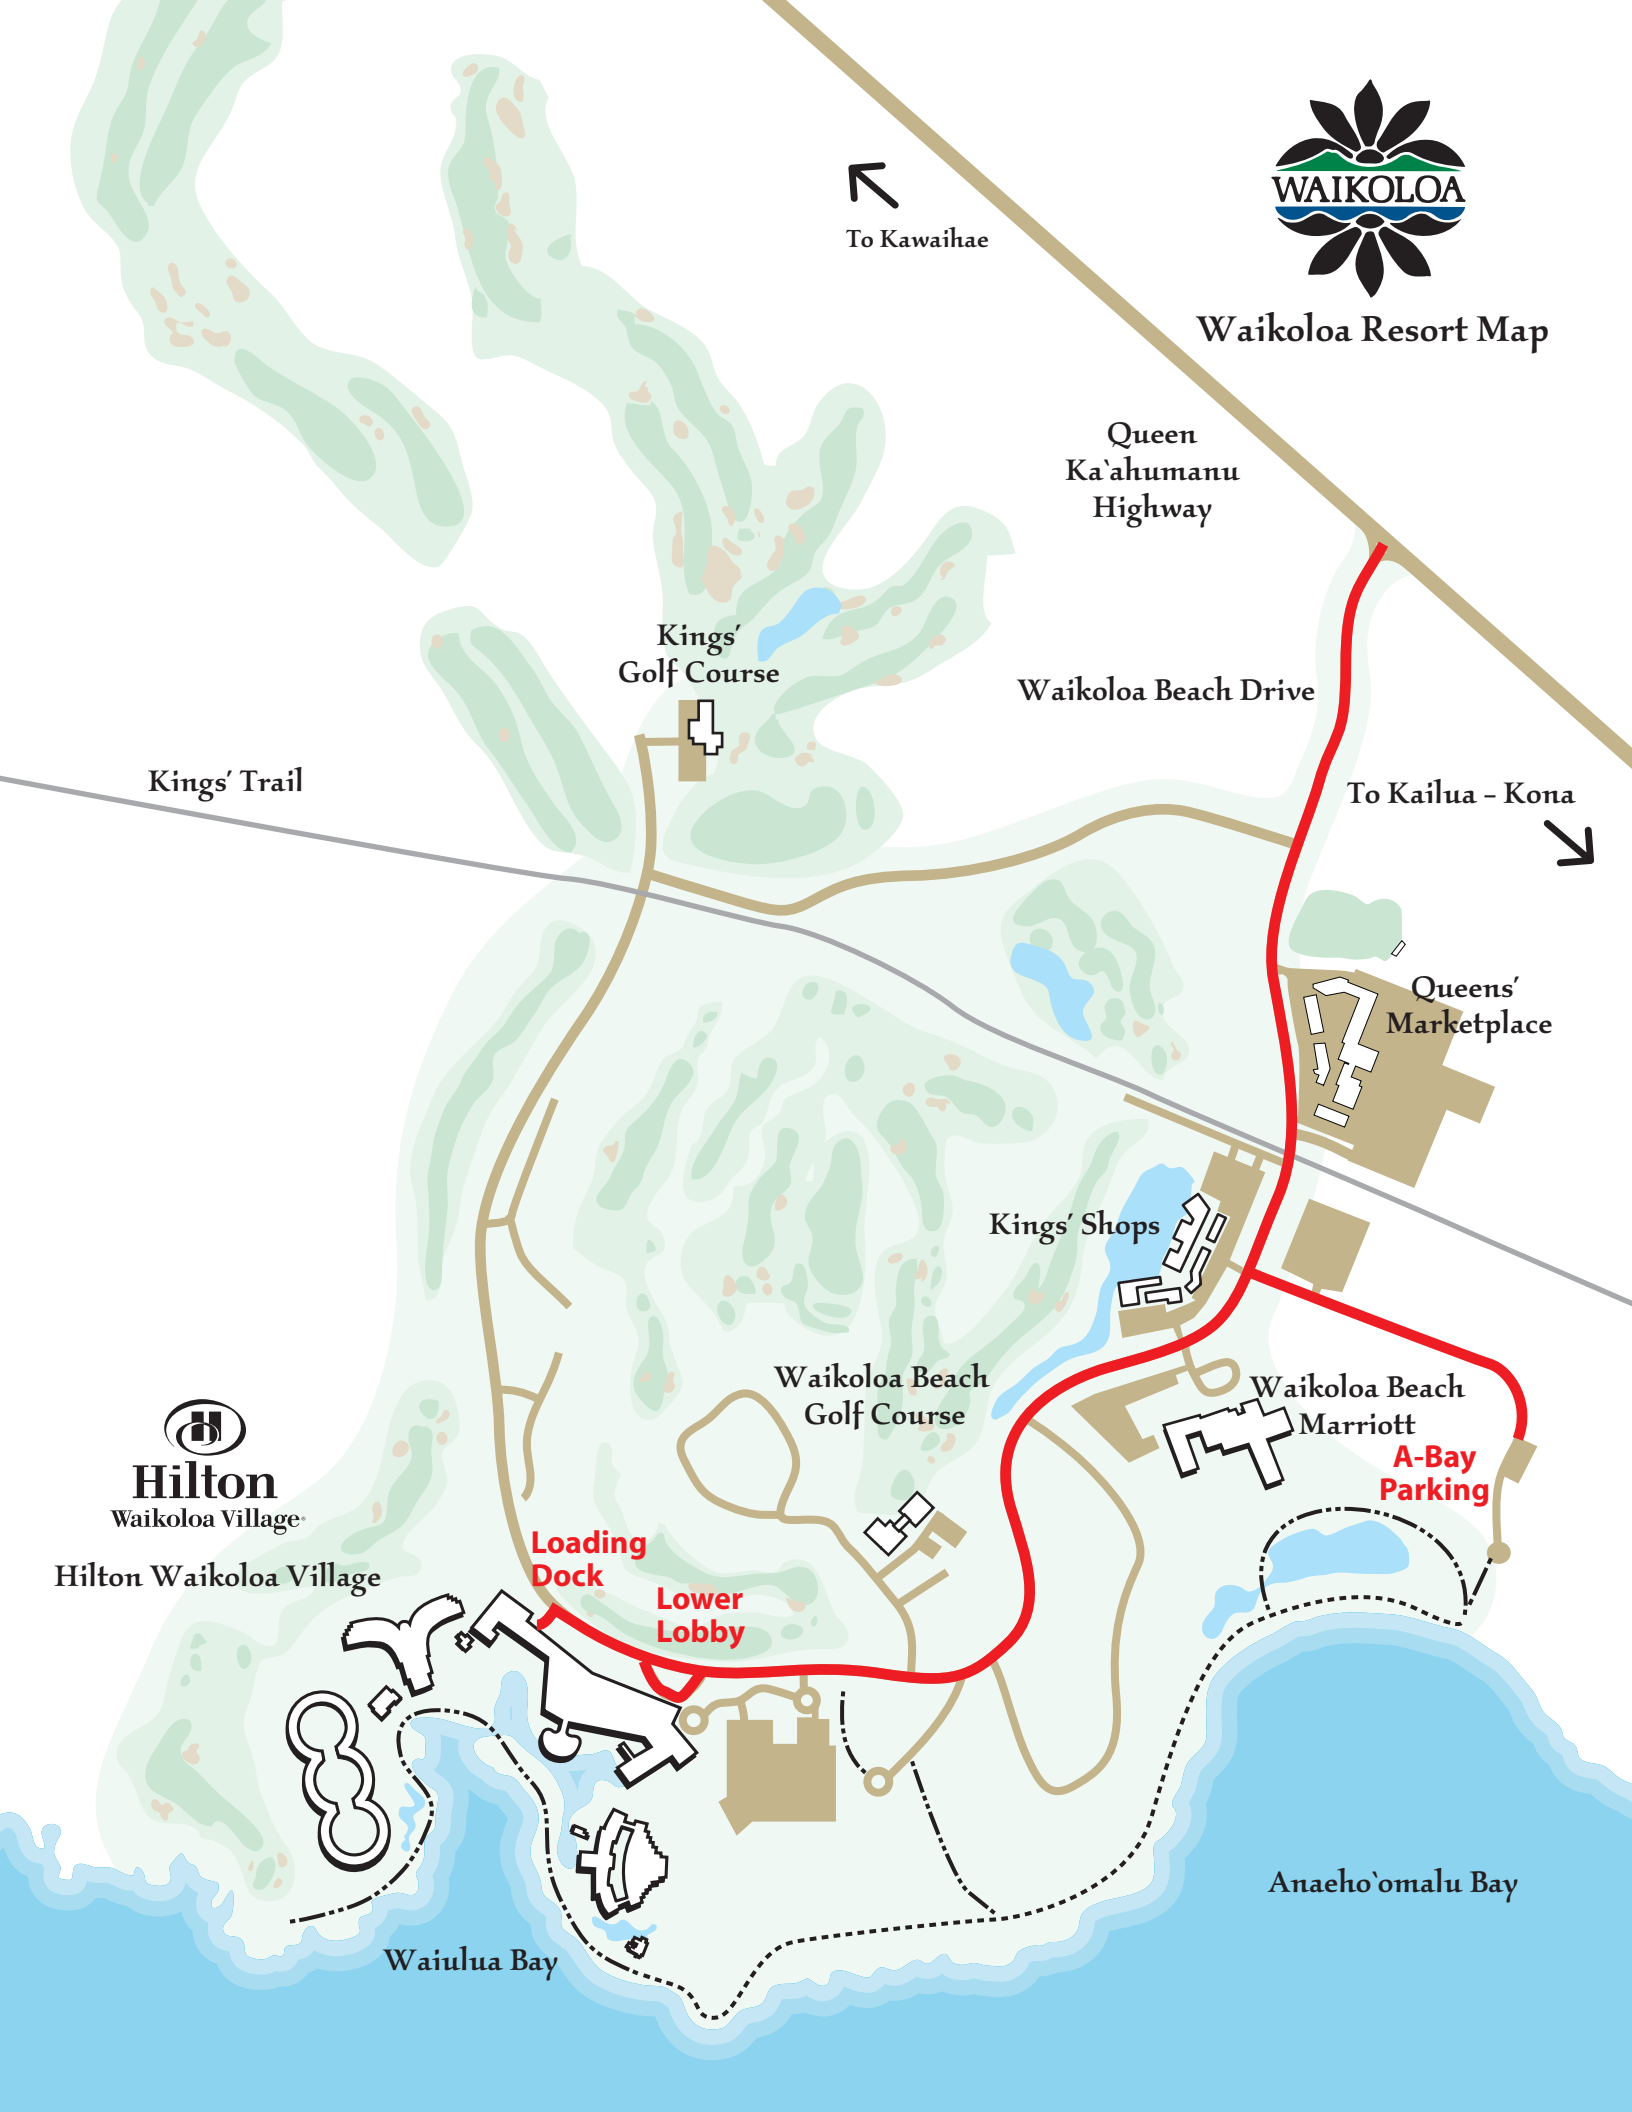 WAIKOLOA
Waikoloa Resort Map
To Kawaihae
Queen
Ka`ahumanu
Highway
Kings’
Golf Course
Waikoloa Beach Drive
Kings’ Trail
To Kailua – Kona
Queens’
Marketplace
Kings’ Shops
Waikoloa Beach
Golf Course
Waikoloa Beach
Marriott
A-Bay
Parking
Hilton
Waikoloa Village
Hilton Waikoloa Village
Loading
Dock
Lower
Lobby
Anaeho`omalu Bay
Waiulua Bay